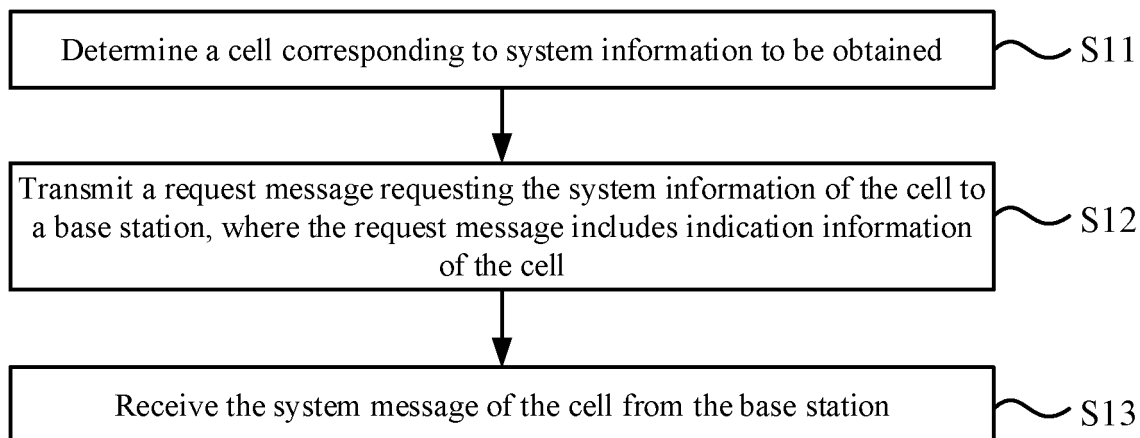 Determine a cell corresponding to system information to be obtained
S11
Transmit a request message requesting the system information of the cell to
a base station, where the request message includes indication information
of the cell
S12
Receive the system message of the cell from the base station
S13